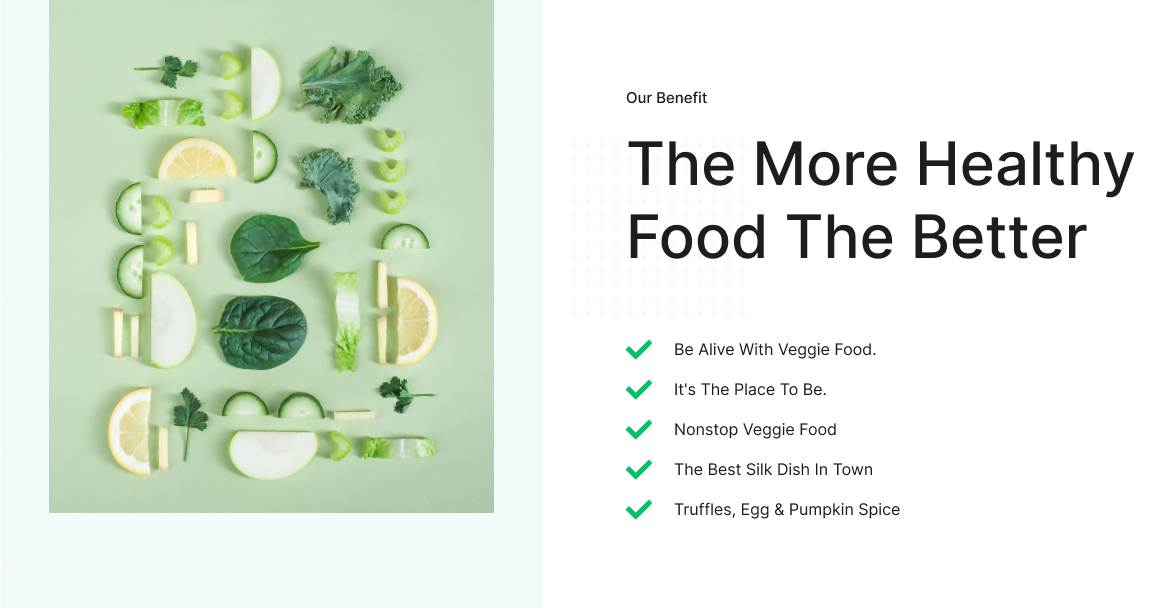 Our Benefit
The More Healthy
Food The Better
Be Alive With Veggie Food.
It's The Place To Be.
Nonstop Veggie Food
The Best Silk Dish In Town
Truffles, Egg & Pumpkin Spice